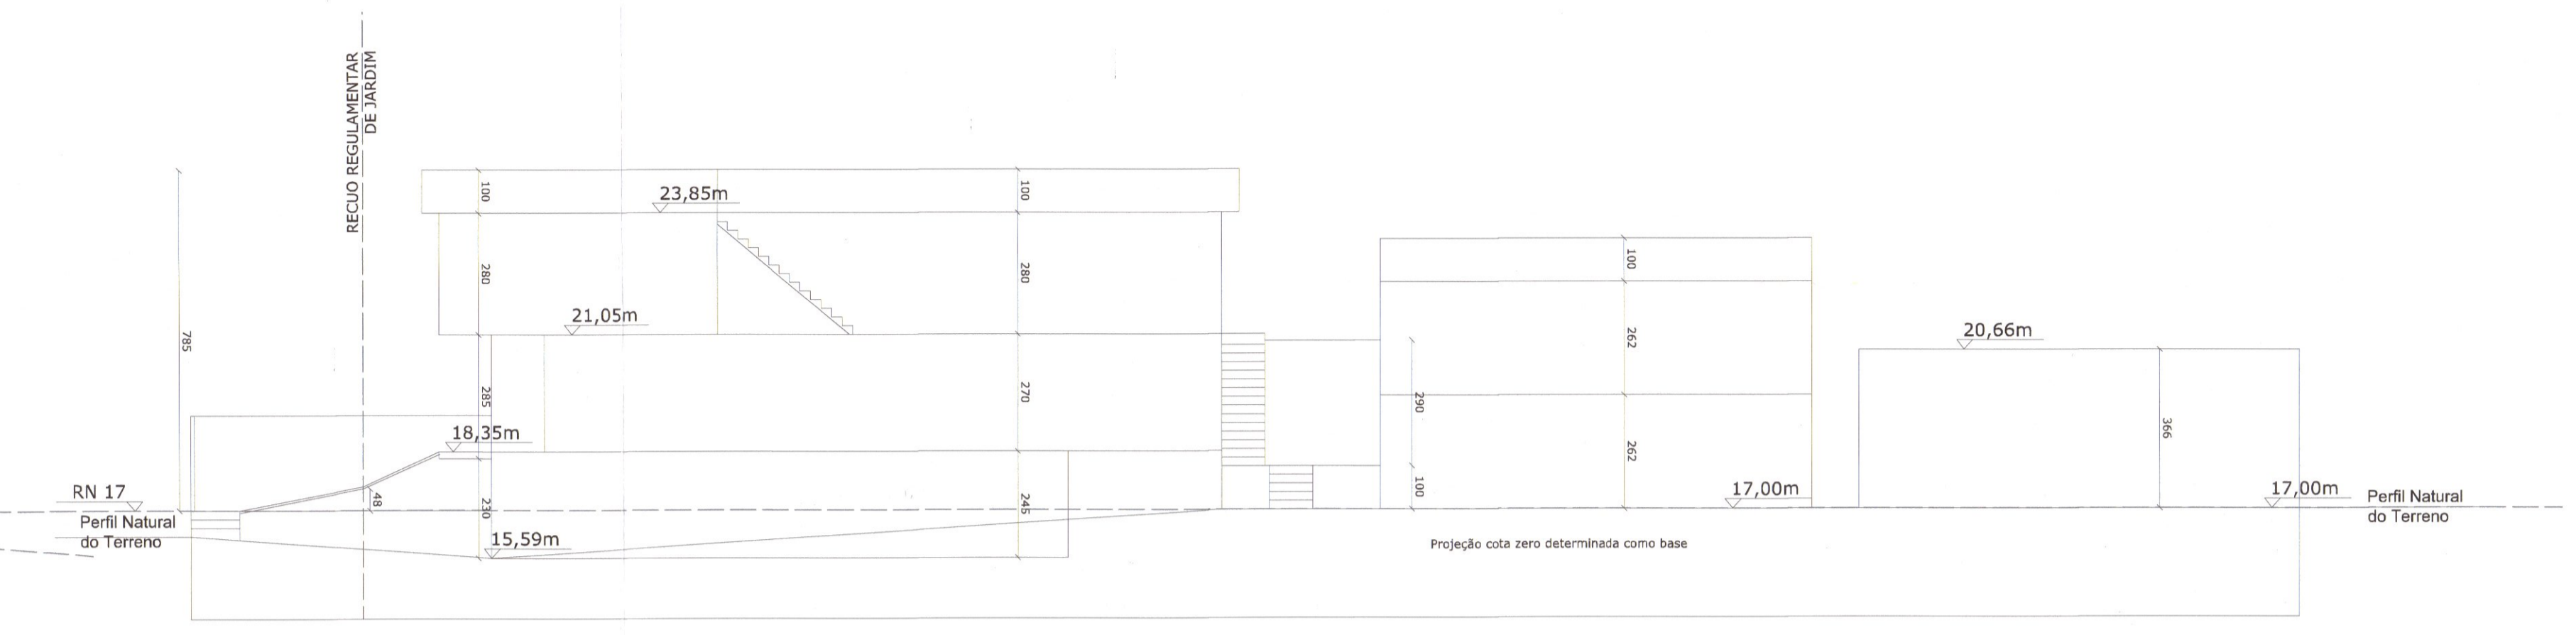 RECUO REGULAMENTAR
DE JARDIM
785
RN 17
Perfil Natural
do Terreno
48
100
280
285
230
18,35m
15,59m
21,05m
23,85m
100
280
270
245
290
100
100
262
262
17,00m
Projeção cota zero determinada como base
20,66m
366
17,00m
Perfil Natural
do Terreno